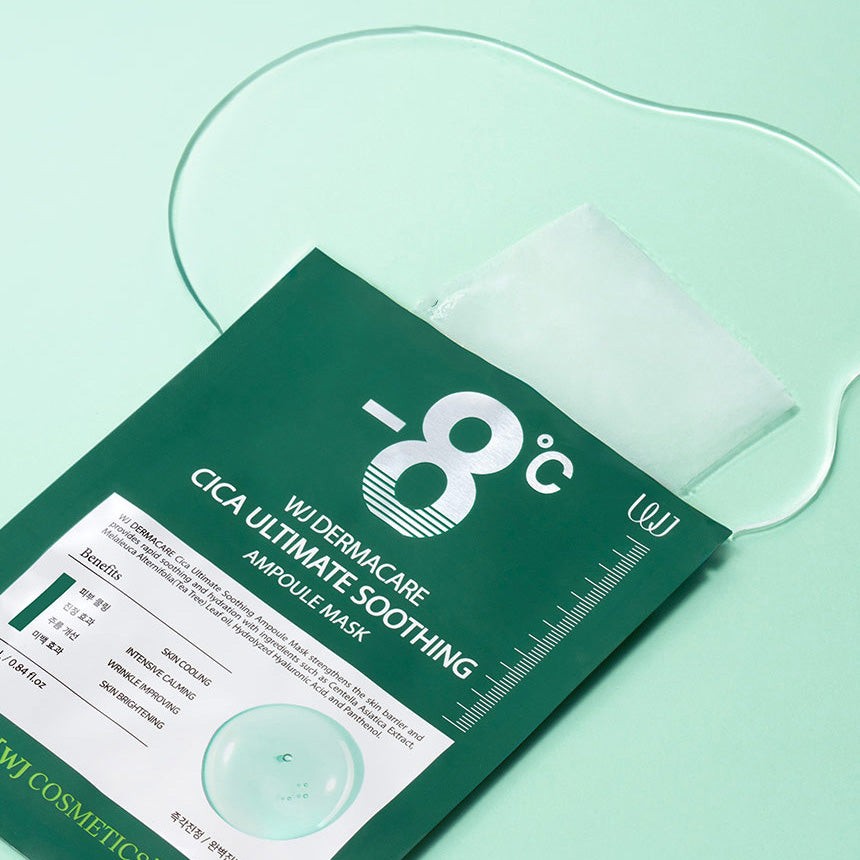 -8°C
WJ DERMACARE
CICA ULTIMATE SOOTHING
AMPOULE MASK
WJ
WJ DERMACARE Cica Ultimate Soothing Ampoule Mask strengthens the skin barrier and
provides rapid soothing and hydration with ingredients such as Centella Asiatica Extract,
Melaleuca Alternifolia(Tea Tree) Leaf oil, Hydrolyzed Hyaluronic Acid, and Panthenol.
Benefits
피부 쿨링
진정 효과
주름 개선
미백 효과
SKIN COOLING
INTENSIVE CALMING
WRINKLE IMPROVING
SKIN BRIGHTENING
/ 0.84 fl.oz
즉각진정 /
WJ COSMETICS